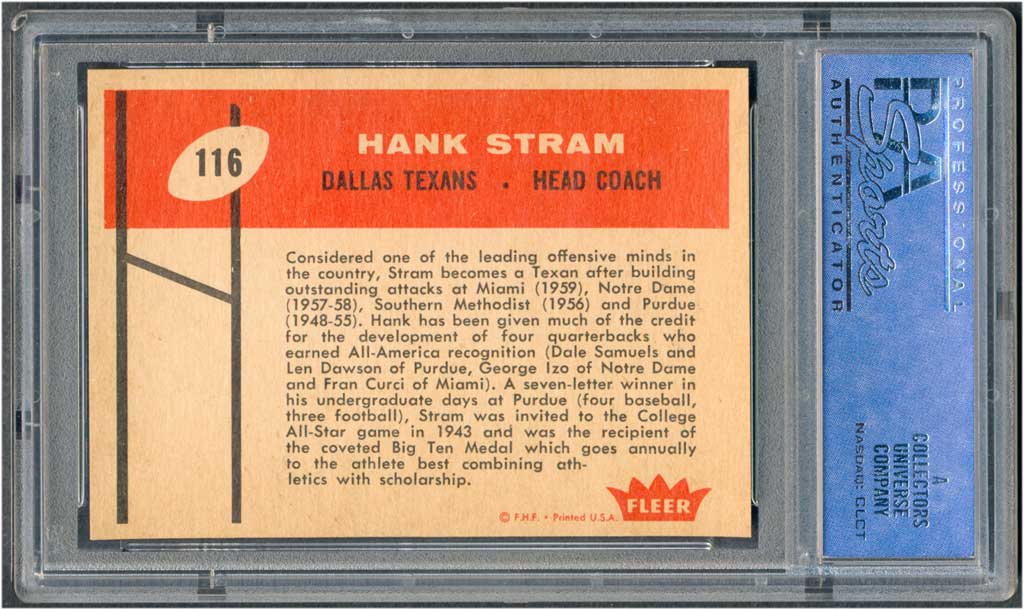 116
HANK STRAM
DALLAS TEXANS • HEAD COACH
Considered one of the leading offensive minds in
the country, Stram becomes a Texan after building
outstanding attacks at Miami (1959), Notre Dame
(1957-58), Southern Methodist (1956) and Purdue
(1948-55). Hank has been given much of the credit
for the development of four quarterbacks who
earned All-America recognition (Dale Samuels and
Len Dawson of Purdue, George Izo of Notre Dame
and Fran Curci of Miami). A seven-letter winner in
his undergraduate days at Purdue (four baseball,
three football), Stram was invited to the College
All-Star game in 1943 and was the recipient of
the coveted Big Ten Medal which goes annually
to the athlete best combining ath-
letics with scholarship.
FLEER
© F.H.F. • Printed U.S.A.
PROFESSIONAL
PSA
Sports
AUTHENTICATOR
A
COLLECTORS
UNIVERSE
COMPANY
NASDAQ: CLCT